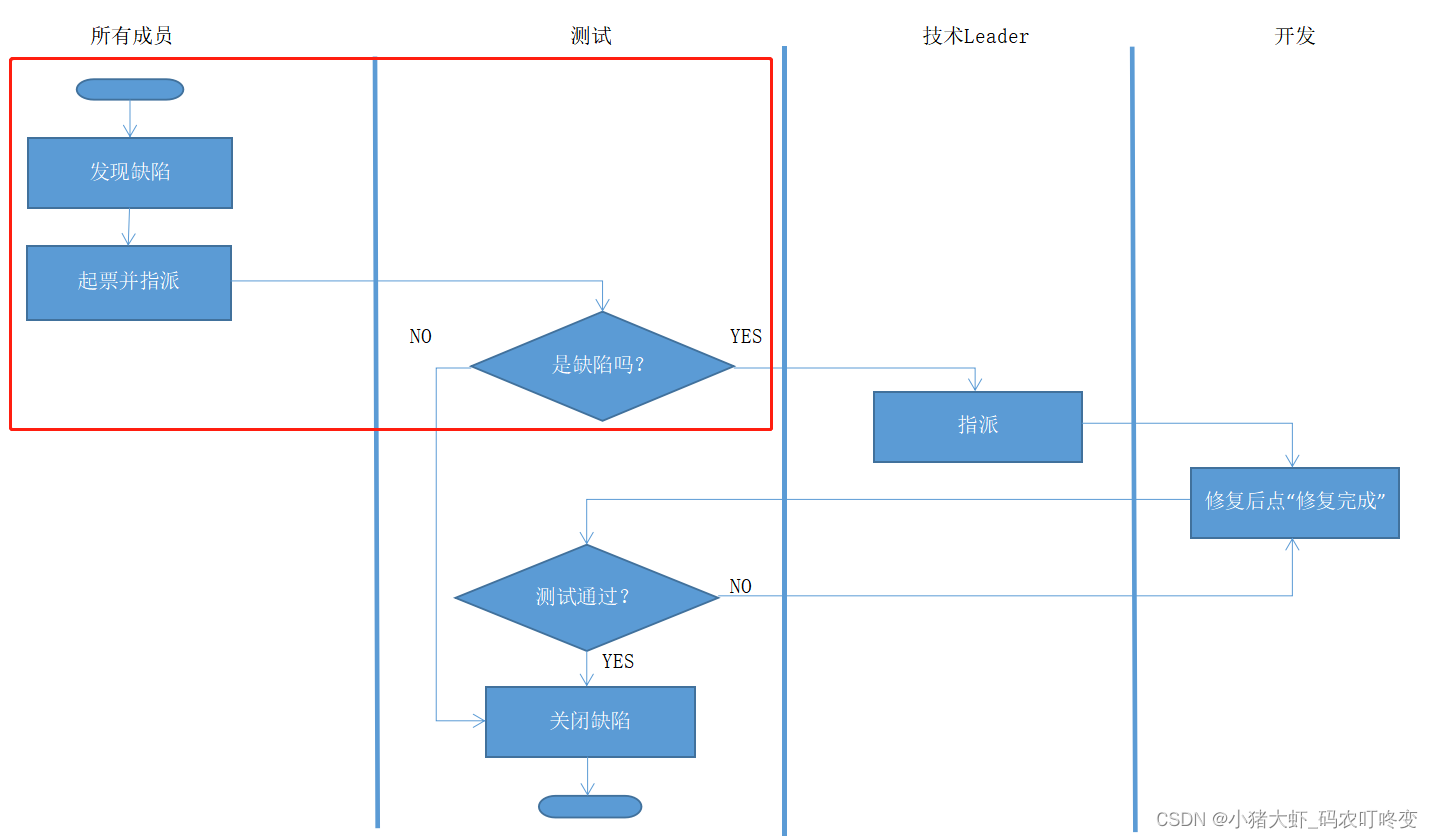 所有成员
测试
技术Leader
开发
发现缺陷
起票并指派
NO
YES
是缺陷吗?
指派
修复后点“修复完成”
测试通过?
NO
YES
关闭缺陷
CSDN @小猪大虾_码农叮咚变